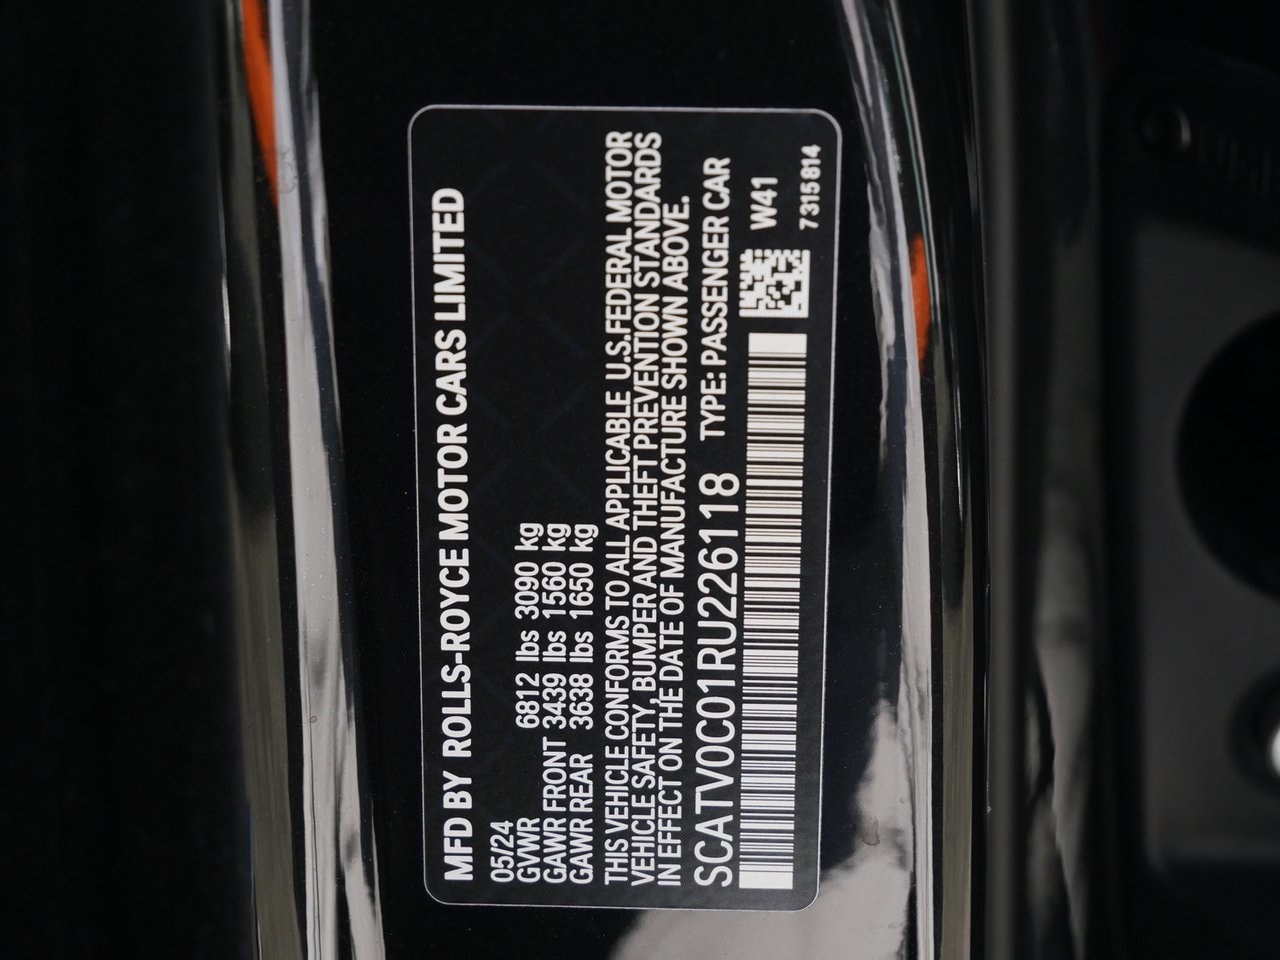 MFD BY ROLLS-ROYCE MOTOR CARS LIMITED
05/24
GVWR 6812 lbs 3090 kg
GAWR FRONT 3439 lbs 1560 kg
GAWR REAR 3638 lbs 1650 kg
THIS VEHICLE CONFORMS TO ALL APPLICABLE U.S.FEDERAL MOTOR
VEHICLE SAFETY, BUMPER AND THEFT PREVENTION STANDARDS
IN EFFECT ON THE DATE OF MANUFACTURE SHOWN ABOVE.
SCATV0C01RU226118 TYPE: PASSENGER CAR
W41
7315814